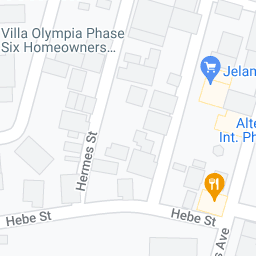 Villa Olympia Phase
Six Homeowners...
Jelan
Alte
Int. Ph
Hermes St
Hebe St
Hebe St
s Ave